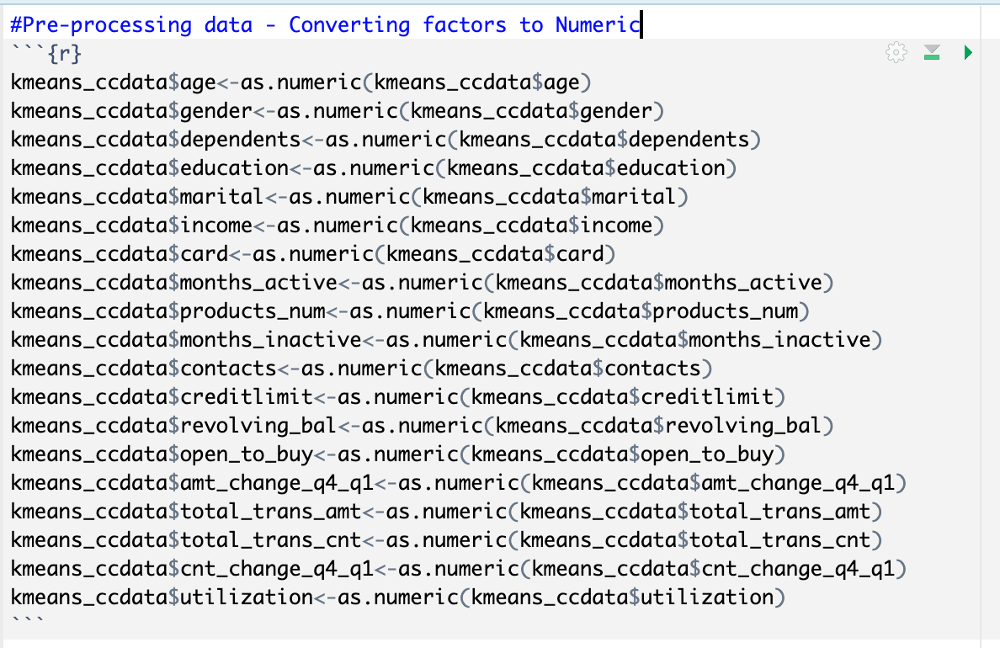 #Pre-processing data - Converting factors to Numeric
```{r}
kmeans_ccdata$age<-as.numeric(kmeans_ccdata$age)
kmeans_ccdata$gender<-as.numeric(kmeans_ccdata$gender)
kmeans_ccdata$dependents<-as.numeric(kmeans_ccdata$dependents)
kmeans_ccdata$education<-as.numeric(kmeans_ccdata$education)
kmeans_ccdata$marital<-as.numeric(kmeans_ccdata$marital)
kmeans_ccdata$income<-as.numeric(kmeans_ccdata$income)
kmeans_ccdata$card<-as.numeric(kmeans_ccdata$card)
kmeans_ccdata$months_active<-as.numeric(kmeans_ccdata$months_active)
kmeans_ccdata$products_num<-as.numeric(kmeans_ccdata$products_num)
kmeans_ccdata$months_inactive<-as.numeric(kmeans_ccdata$months_inactive)
kmeans_ccdata$contacts<-as.numeric(kmeans_ccdata$contacts)
kmeans_ccdata$creditlimit<-as.numeric(kmeans_ccdata$creditlimit)
kmeans_ccdata$revolving_bal<-as.numeric(kmeans_ccdata$revolving_bal)
kmeans_ccdata$open_to_buy<-as.numeric(kmeans_ccdata$open_to_buy)
kmeans_ccdata$amt_change_q4_q1<-as.numeric(kmeans_ccdata$amt_change_q4_q1)
kmeans_ccdata$total_trans_amt<-as.numeric(kmeans_ccdata$total_trans_amt)
kmeans_ccdata$total_trans_cnt<-as.numeric(kmeans_ccdata$total_trans_cnt)
kmeans_ccdata$cnt_change_q4_q1<-as.numeric(kmeans_ccdata$cnt_change_q4_q1)
kmeans_ccdata$utilization<-as.numeric(kmeans_ccdata$utilization)
```